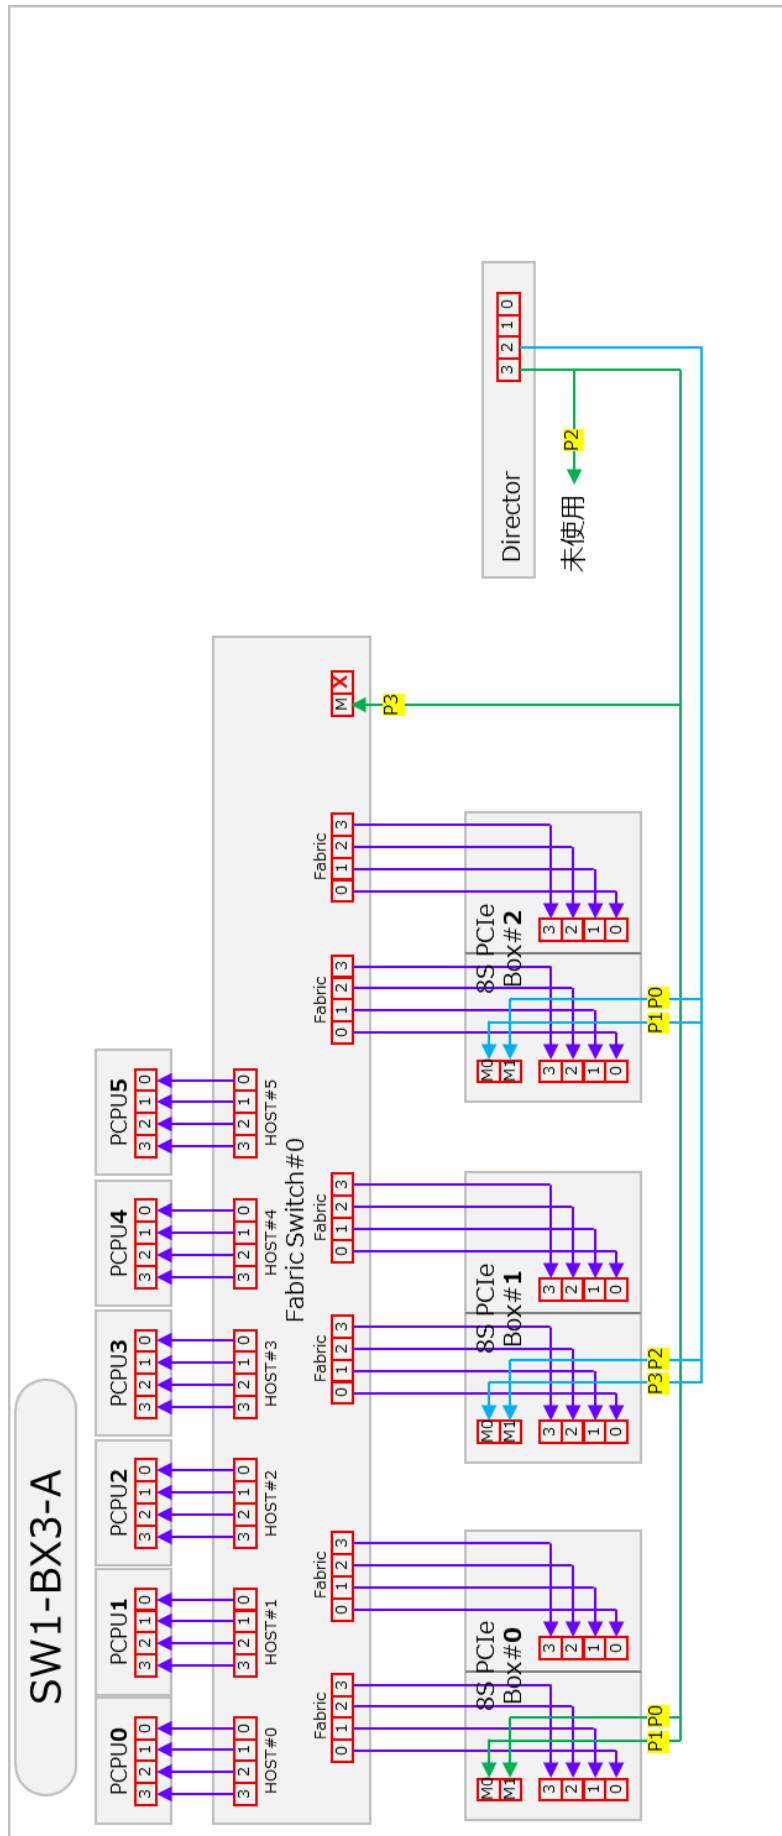 SW1-BX3-A
PCPU0
PCPU1
PCPU2
PCPU3
PCPU4
PCPU5
3 2 1 0
3 2 1 0
3 2 1 0
3 2 1 0
3 2 1 0
3 2 1 0
3 2 1 0
3 2 1 0
3 2 1 0
3 2 1 0
3 2 1 0
3 2 1 0
HOST#0
HOST#1
HOST#2
HOST#3
HOST#4
HOST#5
Fabric Switch#0
Fabric
Fabric
Fabric
Fabric
Fabric
Fabric
0 1 2 3
0 1 2 3
0 1 2 3
0 1 2 3
0 1 2 3
0 1 2 3
M X
P3
8S PCIe
Box#0
M0
M1
3
2
1
0
3
2
1
0
P1 P0
8S PCIe
Box#1
M0
M1
3
2
1
0
3
2
1
0
P3 P2
8S PCIe
Box#2
M0
M1
3
2
1
0
3
2
1
0
P1 P0
Director
3 2 1 0
未使用
P2